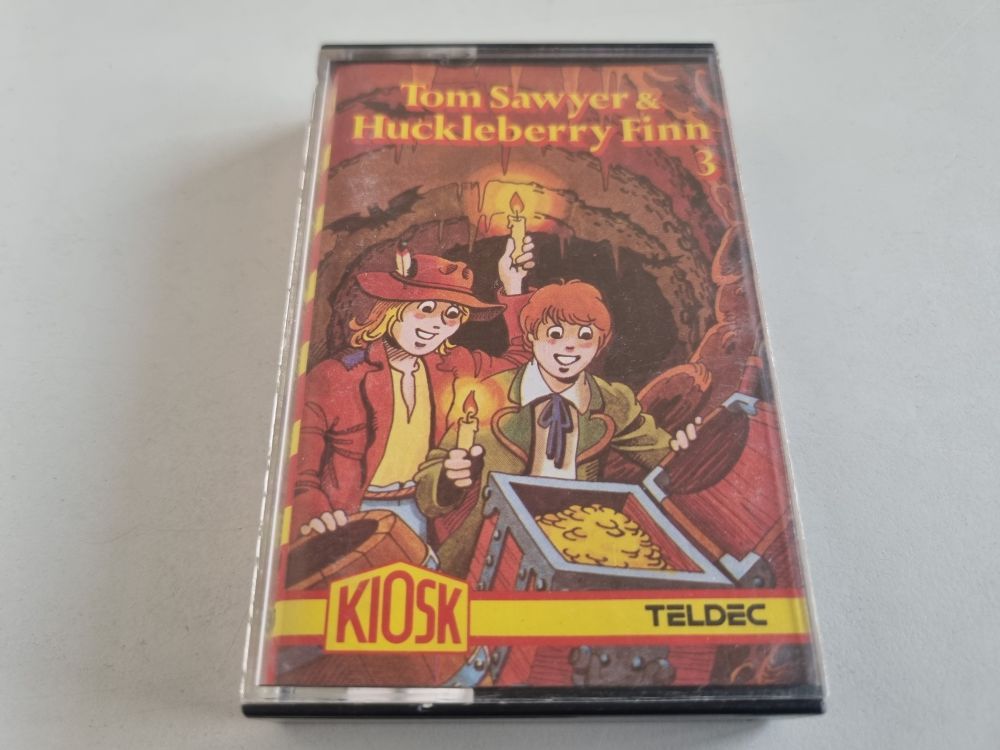 Tom Sawyer &
Huckleberry Finn
3
KIOSK
TELDEC